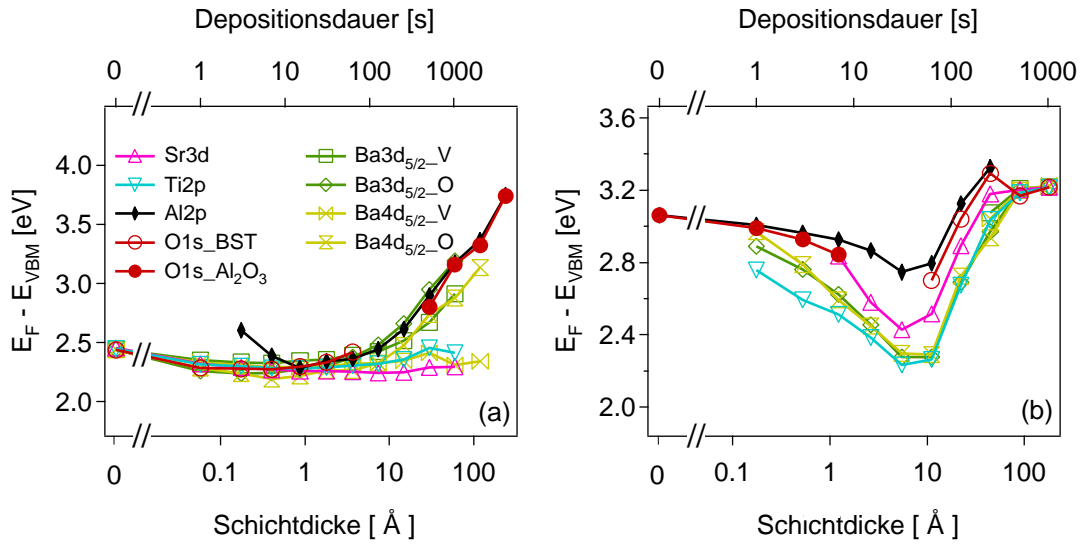 Depositionsdauer [s]
0 1 10 100 1000
E_F - E_VBM [eV]
4.0
3.5
3.0
2.5
2.0
Sr3d
Ti2p
Al2p
O1s_BST
O1s_Al₂O₃
Ba3d₅/₂_V
Ba3d₅/₂_O
Ba4d₅/₂_V
Ba4d₅/₂_O
(a)
0 0.1 1 10 100
Schichtdicke [ Å ]
Depositionsdauer [s]
0 1 10 100 1000
E_F - E_VBM [eV]
3.6
3.2
2.8
2.4
2.0
(b)
0 0.1 1 10 100
Schichtdicke [ Å ]